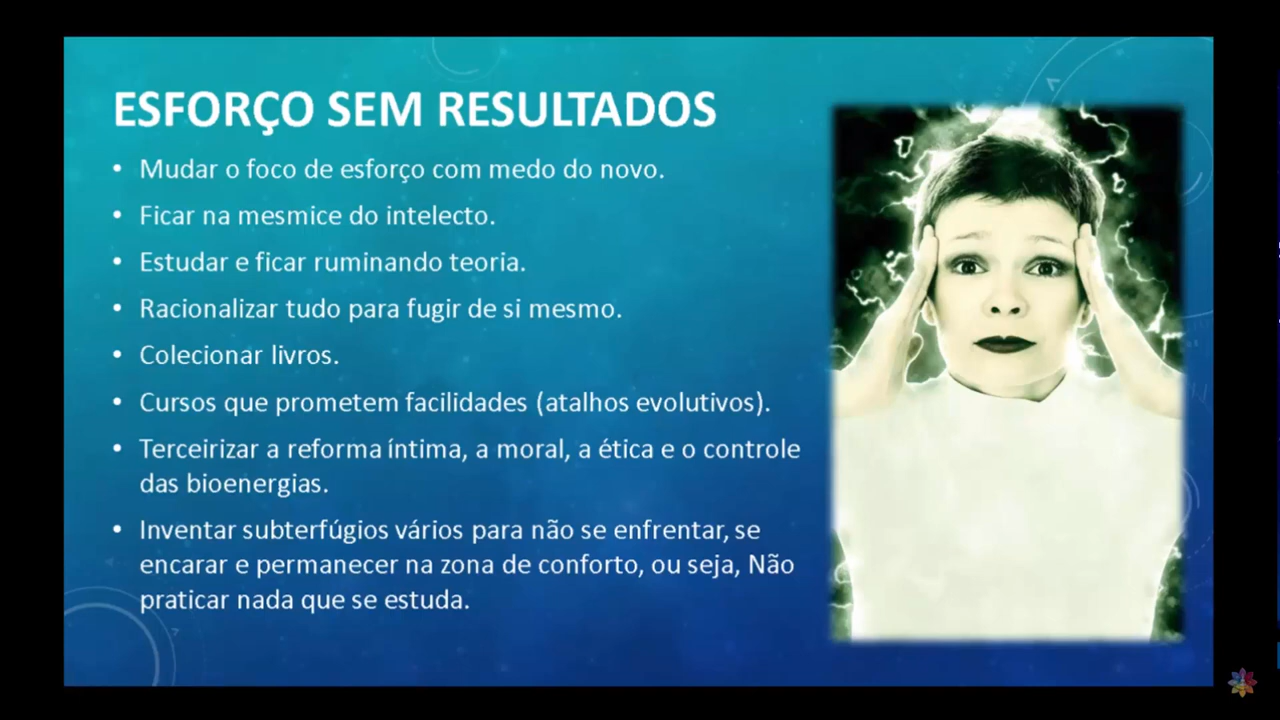 ESFORÇO SEM RESULTADOS
• Mudar o foco de esforço com medo do novo.
• Ficar na mesmice do intelecto.
• Estudar e ficar ruminando teoria.
• Racionalizar tudo para fugir de si mesmo.
• Colecionar livros.
• Cursos que prometem facilidades (atalhos evolutivos).
• Terceirizar a reforma íntima, a moral, a ética e o controle
das bioenergias.
• Inventar subterfúgios vários para não se enfrentar, se
encarar e permanecer na zona de conforto, ou seja, Não
praticar nada que se estuda.